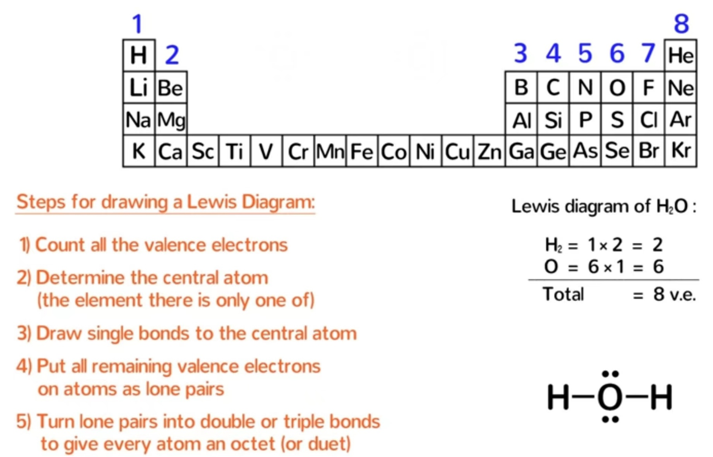 1 8
H 2 3 4 5 6 7 He
Li Be B C N O F Ne
Na Mg Al Si P S Cl Ar
K Ca Sc Ti V Cr Mn Fe Co Ni Cu Zn Ga Ge As Se Br Kr
Steps for drawing a Lewis Diagram:
1) Count all the valence electrons
2) Determine the central atom
(the element there is only one of)
3) Draw single bonds to the central atom
4) Put all remaining valence electrons
on atoms as lone pairs
5) Turn lone pairs into double or triple bonds
to give every atom an octet (or duet)
Lewis diagram of H₂O :
H₂ = 1 × 2 = 2
O = 6 × 1 = 6
Total = 8 v.e.
H–O–H